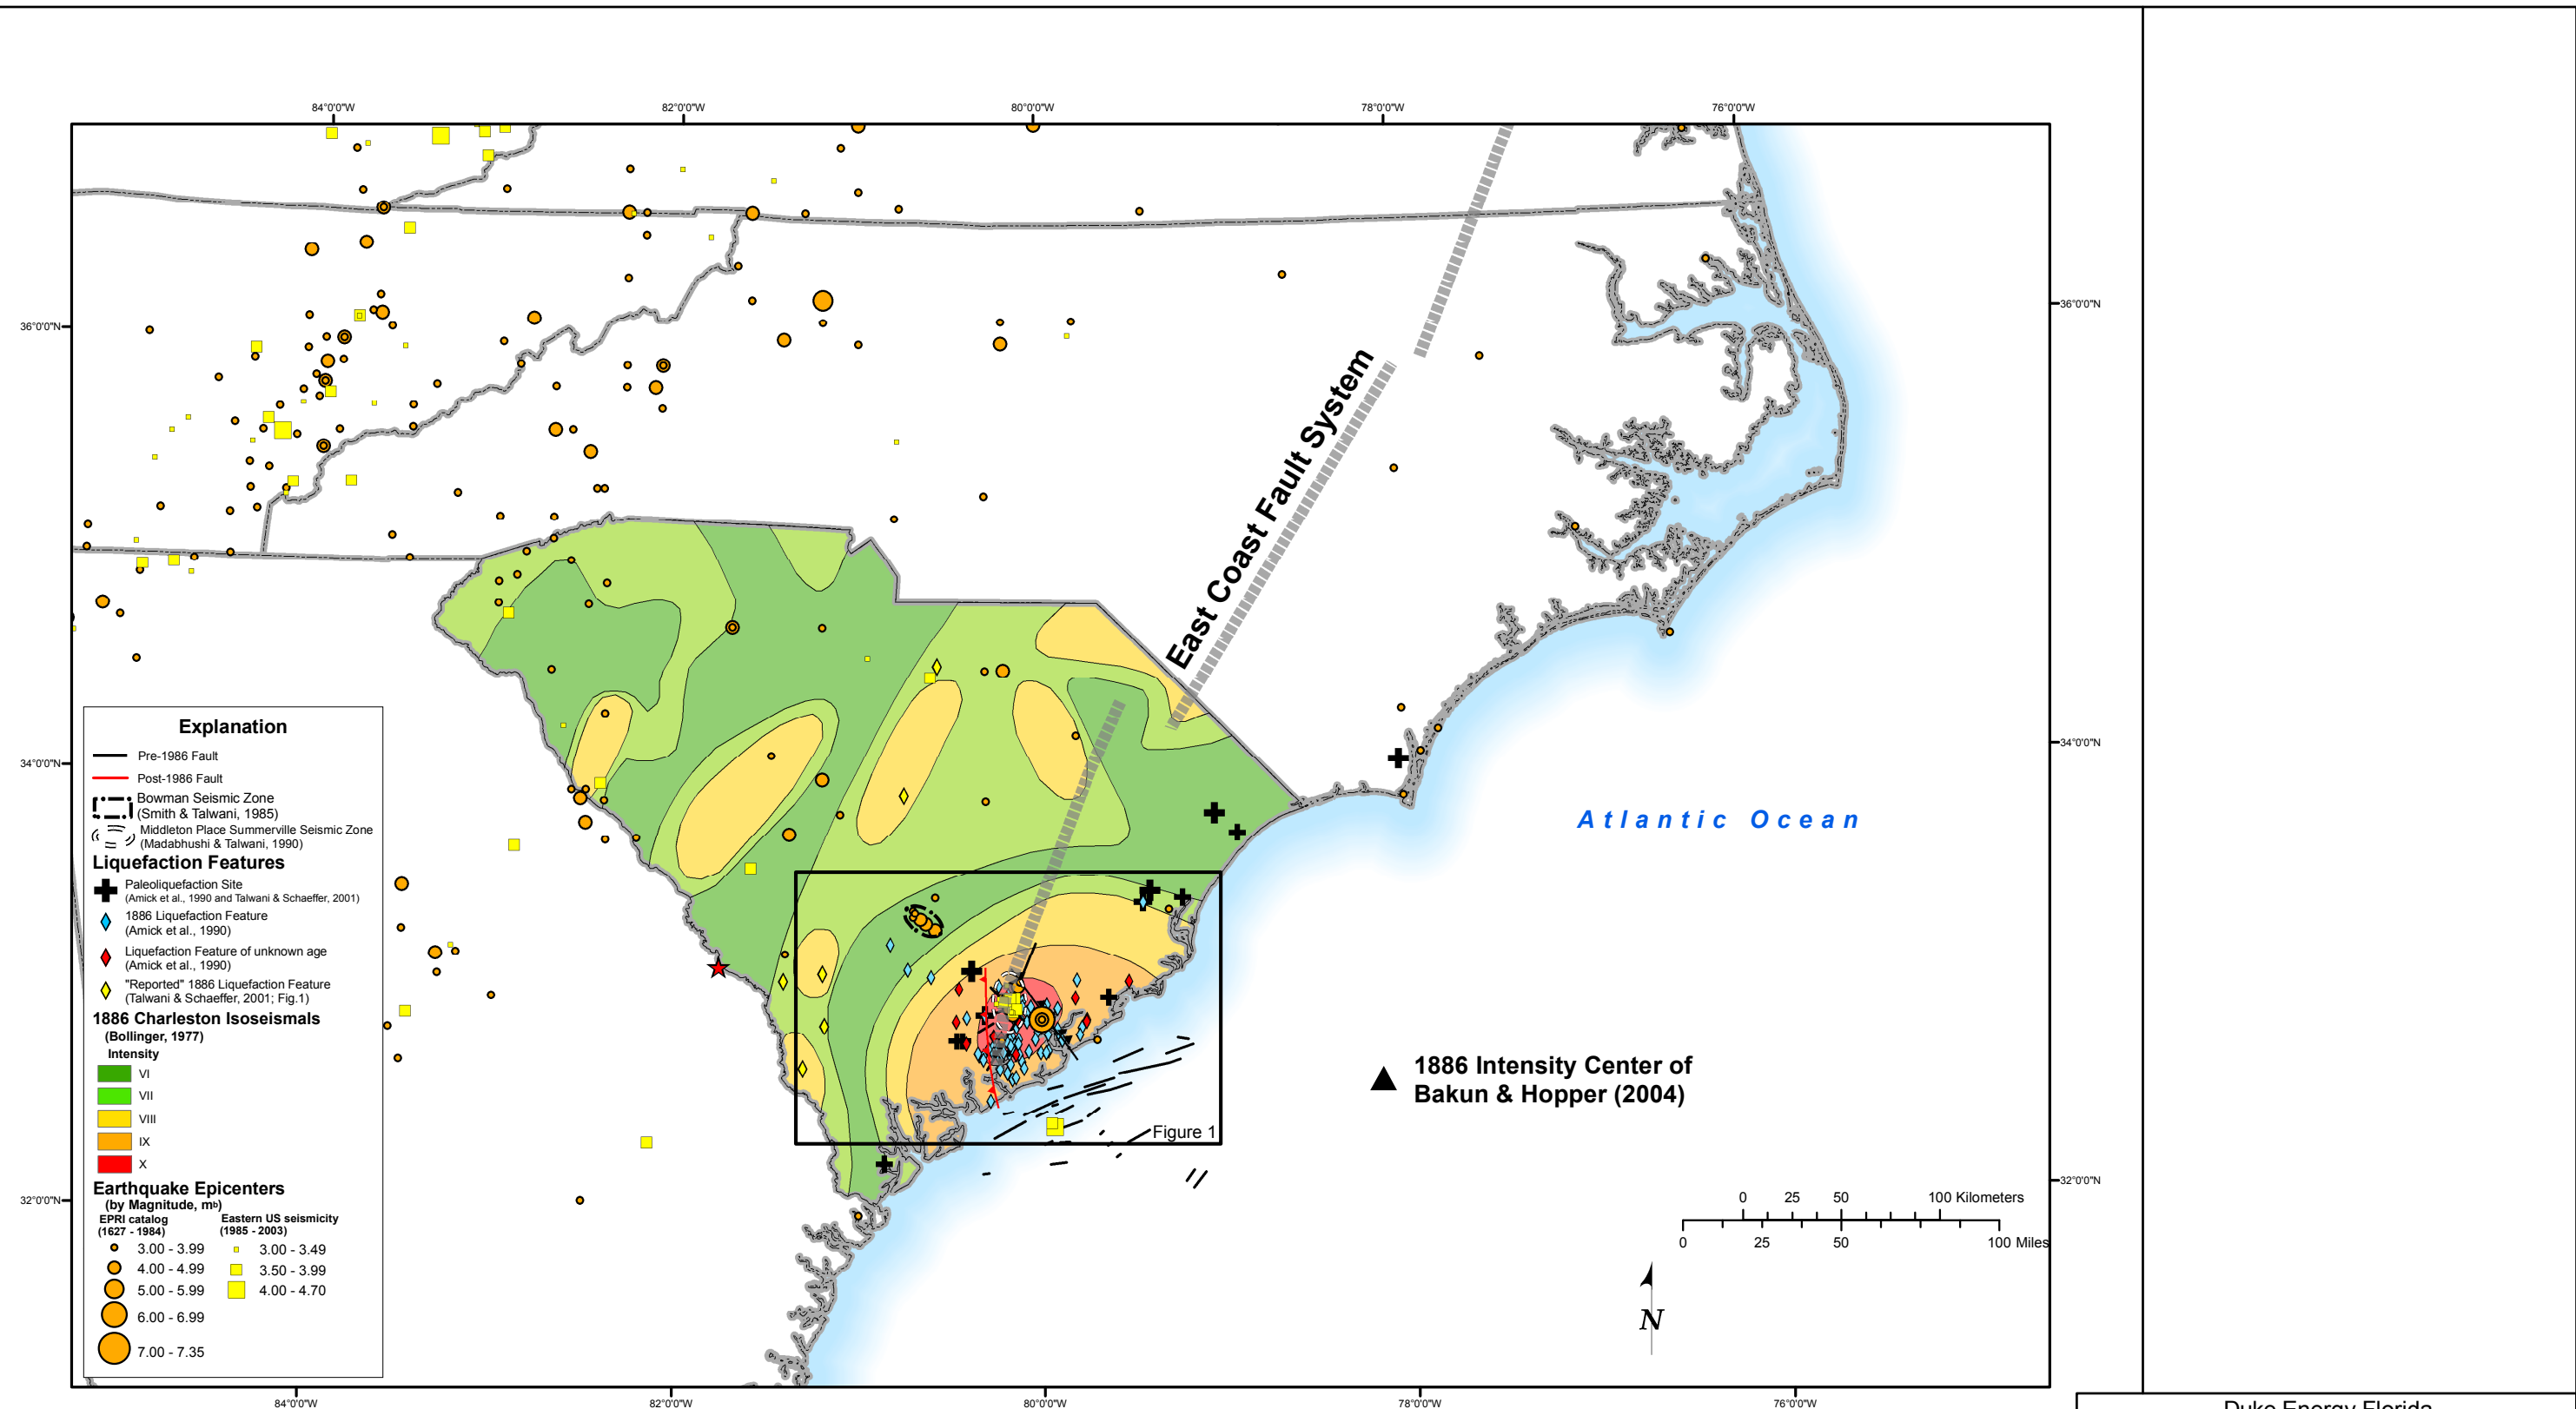 84°0'0"W
82°0'0"W
80°0'0"W
78°0'0"W
76°0'0"W
36°0'0"N
36°0'0"N
East Coast Fault System
34°0'0"N
34°0'0"N
Atlantic Ocean
Explanation
Pre-1986 Fault
Post-1986 Fault
Bowman Seismic Zone
(Smith & Talwani, 1985)
Middleton Place Summerville Seismic Zone
(Madabhushi & Talwani, 1990)
Liquefaction Features
Paleoliquefaction Site
(Amick et al., 1990 and Talwani & Schaeffer, 2001)
1886 Liquefaction Feature
(Amick et al., 1990)
Liquefaction Feature of unknown age
(Amick et al., 1990)
"Reported" 1886 Liquefaction Feature
(Talwani & Schaeffer, 2001; Fig.1)
1886 Charleston Isoseismals
(Bollinger, 1977)
Intensity
VI
VII
VIII
IX
X
Earthquake Epicenters
(by Magnitude, mb)
EPRI catalog
(1627 - 1984)
3.00 - 3.99
4.00 - 4.99
5.00 - 5.99
6.00 - 6.99
7.00 - 7.35
Eastern US seismicity
(1985 - 2003)
3.00 - 3.49
3.50 - 3.99
4.00 - 4.70
1886 Intensity Center of
Bakun & Hopper (2004)
Figure 1
32°0'0"N
32°0'0"N
0 25 50 100 Kilometers
0 25 50 100 Miles
N
84°0'0"W
82°0'0"W
80°0'0"W
78°0'0"W
76°0'0"W
Duke Energy Florida